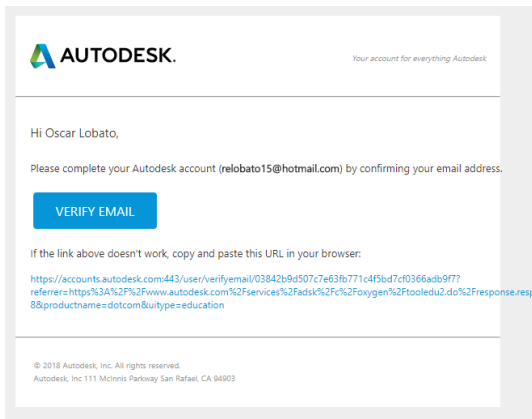 AUTODESK.
Your account for everything Autodesk
Hi Oscar Lobato,
Please complete your Autodesk account (relobato15@hotmail.com) by confirming your email address.
VERIFY EMAIL
If the link above doesn't work, copy and paste this URL in your browser:
https://accounts.autodesk.com:443/user/verifyemail/03842b9d507c7e63fb771c4f5bd7cf0366adb9f7?
referrer=https%3A%2F%2Fwww.autodesk.com%2Fservices%2Fadsk%2Fc%2Foxygen%2Ftooledu2.do%2Fresponse.resp
8&productname=dotcom&uitype=education
© 2018 Autodesk, Inc. All rights reserved.
Autodesk, Inc 111 McInnis Parkway San Rafael, CA 94903